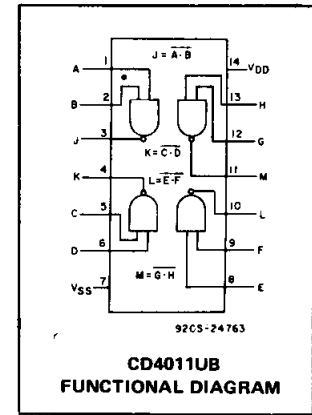 J = A·B
A 1
14 VDD
B 2
13 H
J 3
12 G
K = C·D
K 4
11 M
L = E·F
C 5
10 L
D 6
9 F
M = G·H
VSS 7
8 E
92CS-24763
CD4011UB
FUNCTIONAL DIAGRAM